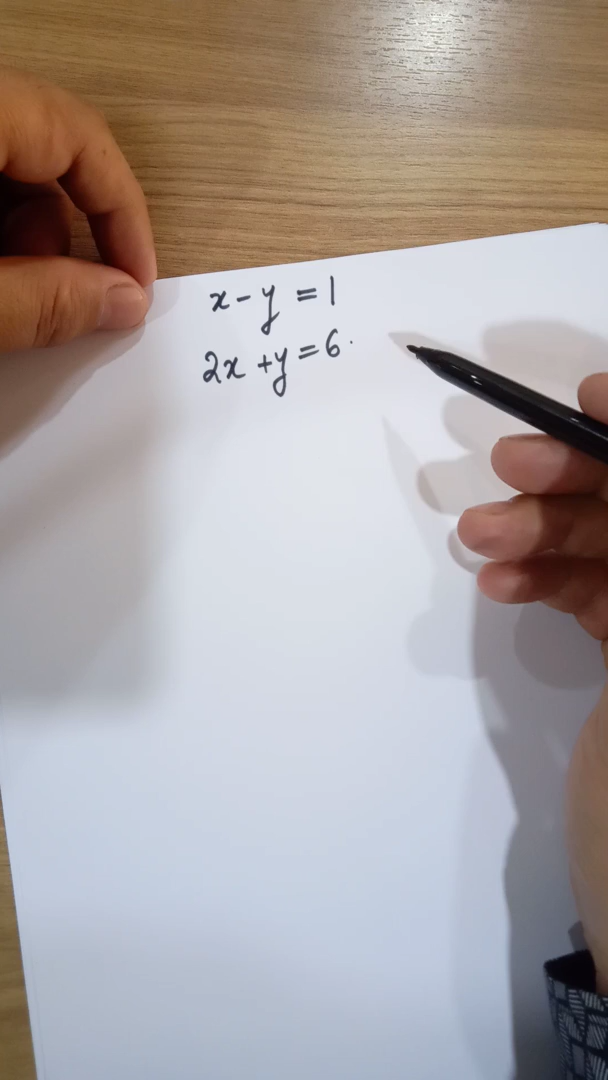 x - y = 1
2x + y = 6.